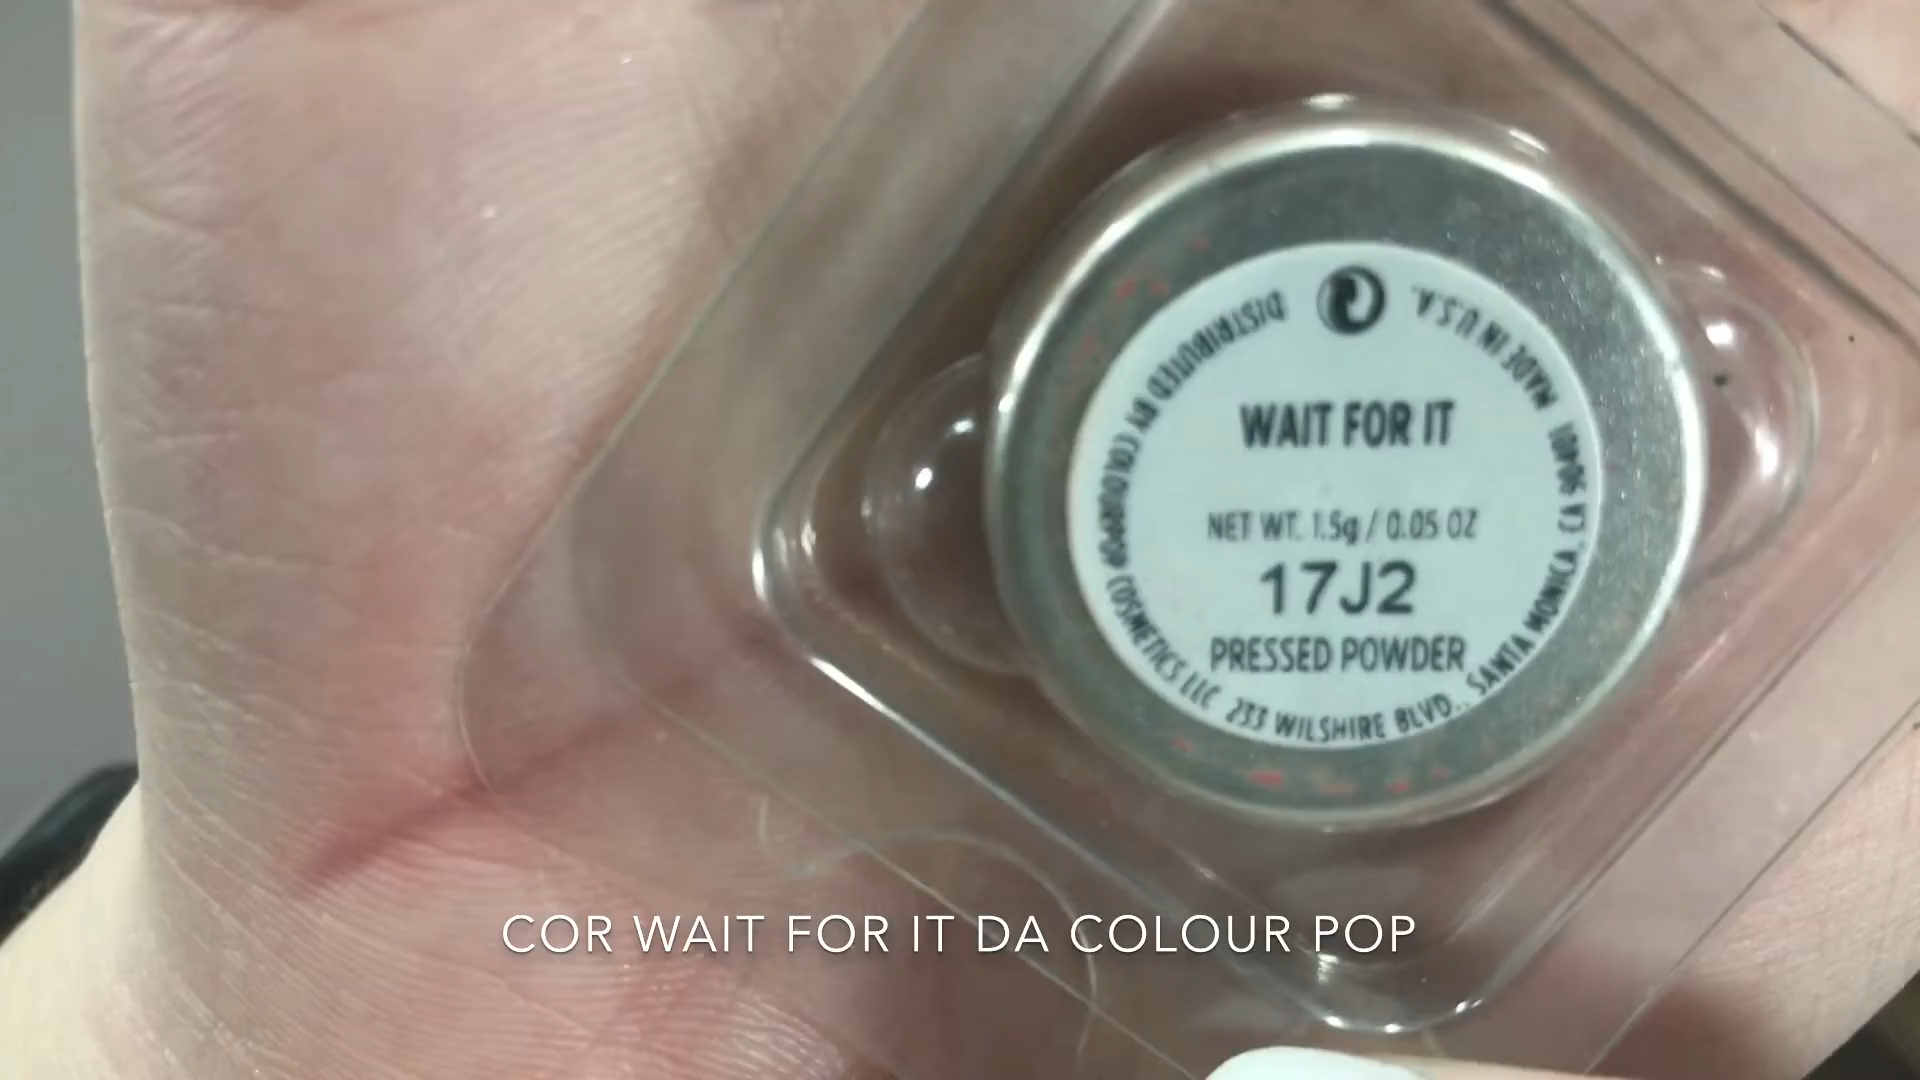 WAIT FOR IT
NET WT. 1.5g / 0.05 OZ
17J2
PRESSED POWDER
DISTRIBUTED BY COLOURPOP COSMETICS LLC 233 WILSHIRE BLVD., SANTA MONICA, CA 90401 MADE IN U.S.A.
COR WAIT FOR IT DA COLOUR POP